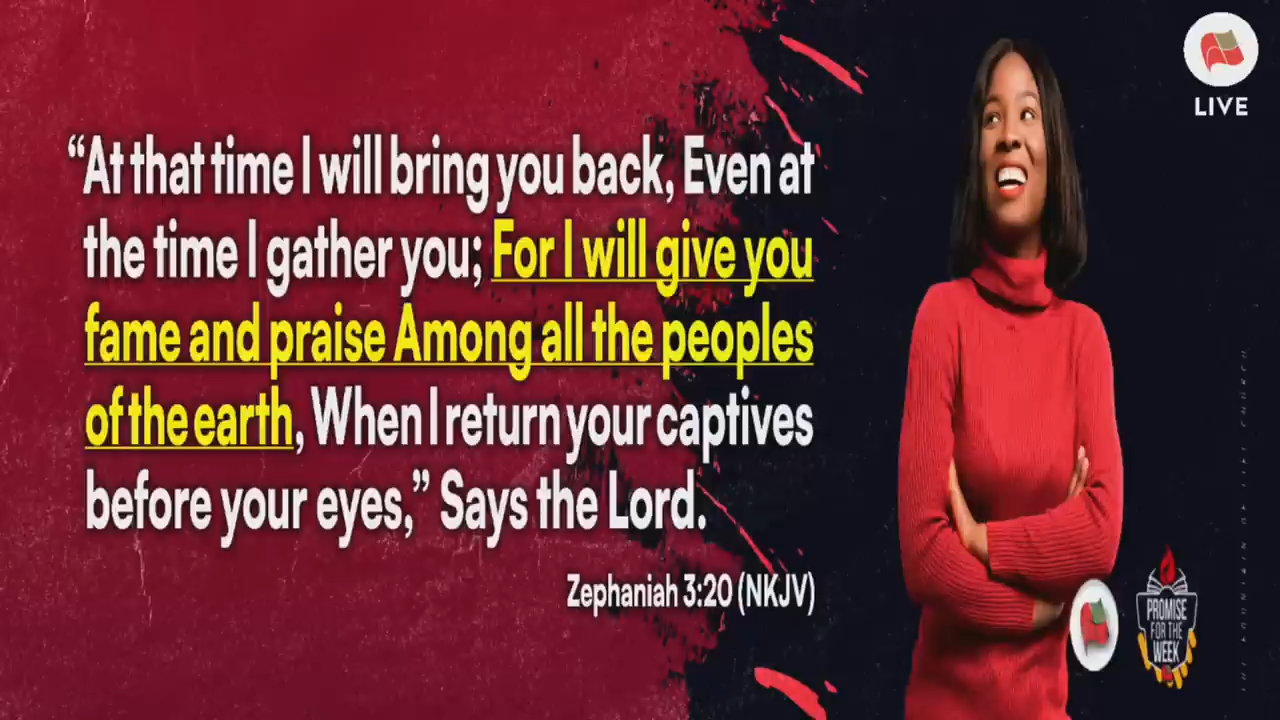 “At that time I will bring you back, Even at
the time I gather you; For I will give you
fame and praise Among all the peoples
of the earth, When I return your captives
before your eyes,” Says the Lord.
Zephaniah 3:20 (NKJV)
LIVE
PROMISE
FOR THE
WEEK